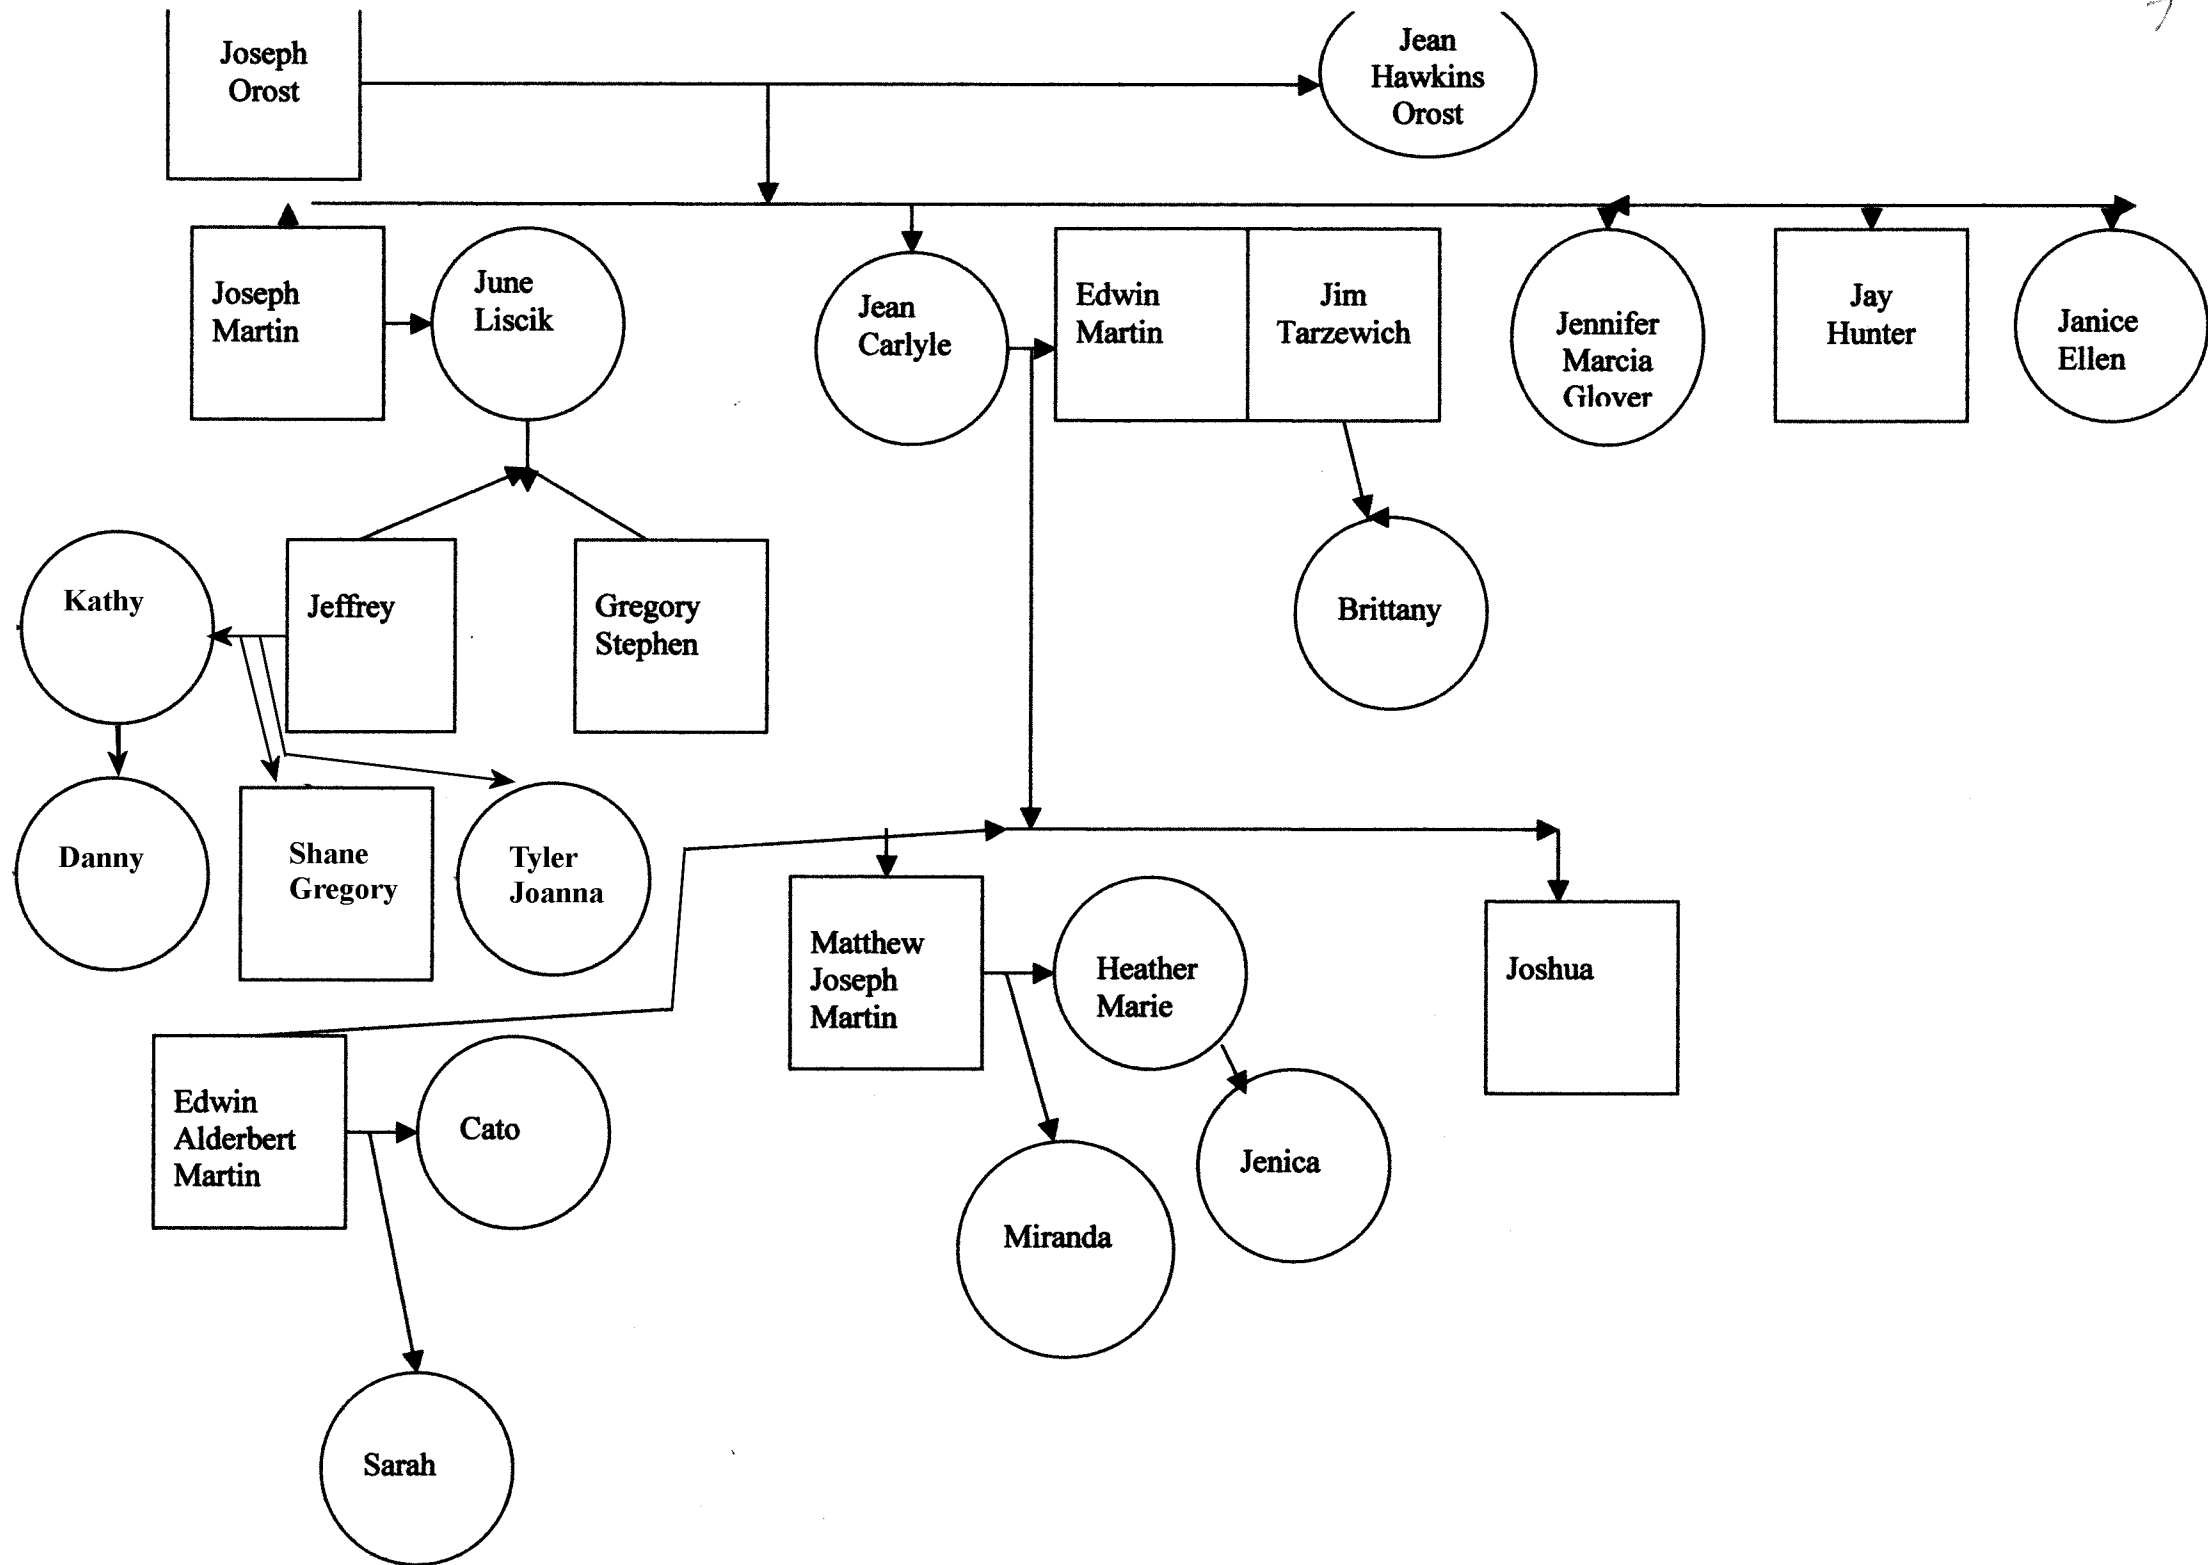 Joseph
Orost
Jean
Hawkins
Orost
Joseph
Martin
June
Liscik
Jean
Carlyle
Edwin
Martin
Jim
Tarzewich
Jennifer
Marcia
Glover
Jay
Hunter
Janice
Ellen
Kathy
Jeffrey
Gregory
Stephen
Brittany
Danny
Shane
Gregory
Tyler
Joanna
Matthew
Joseph
Martin
Heather
Marie
Joshua
Edwin
Alderbert
Martin
Cato
Jenica
Miranda
Sarah